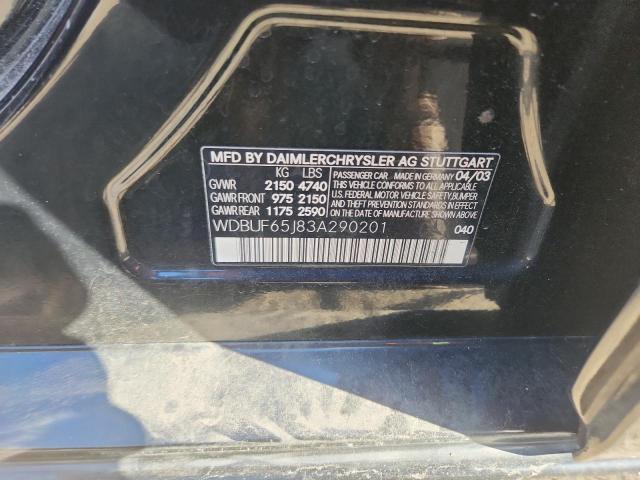 MFD BY DAIMLERCHRYSLER AG STUTTGART
KG LBS
GVWR 2150 4740
GAWR FRONT 975 2150
GAWR REAR 1175 2590
PASSENGER CAR MADE IN GERMANY 04/03
THIS VEHICLE CONFORMS TO ALL APPLICABLE
U.S. FEDERAL MOTOR VEHICLE SAFETY, BUMPER
AND THEFT PREVENTION STANDARDS IN EFFECT
ON THE DATE OF MANUFACTURE SHOWN ABOVE
WDBUF65J83A290201
040